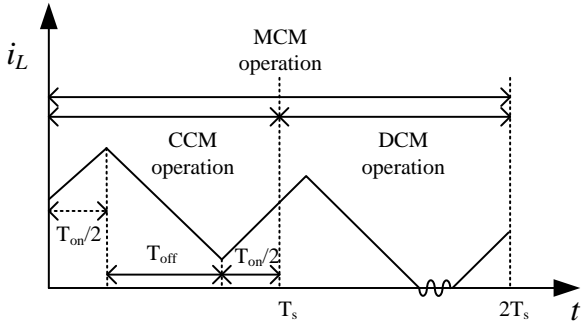 i_L
MCM
operation
CCM
operation
DCM
operation
T_on/2
T_off
T_on/2
T_s
2T_s
t